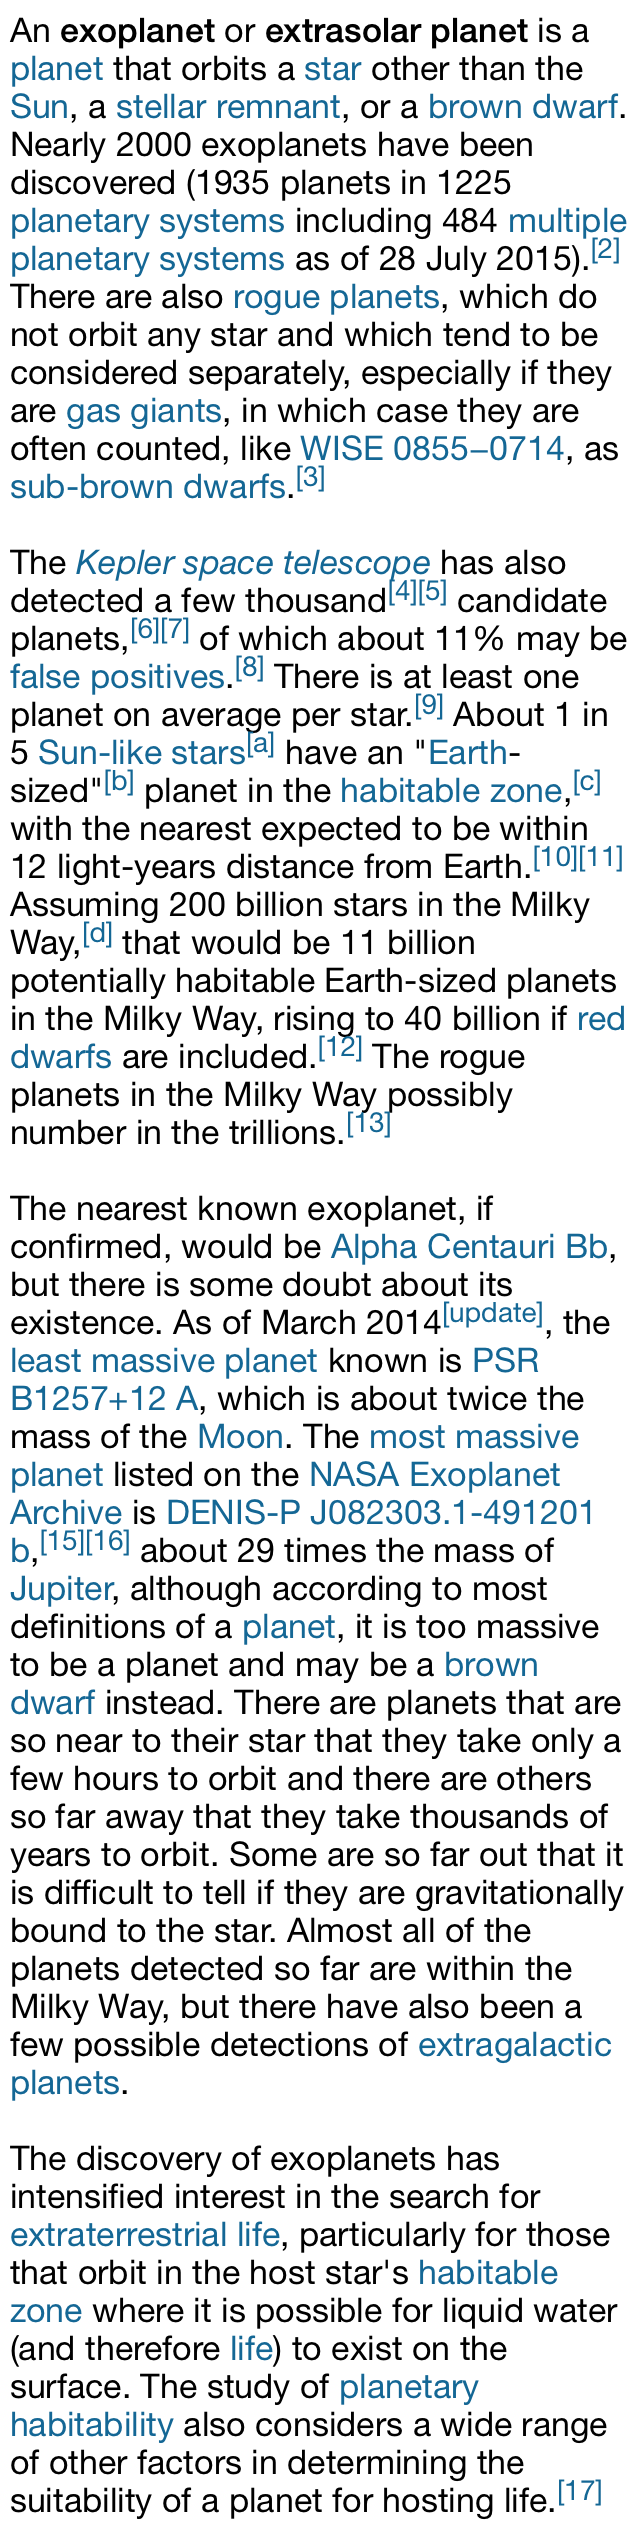 An exoplanet or extrasolar planet is a
planet that orbits a star other than the
Sun, a stellar remnant, or a brown dwarf.
Nearly 2000 exoplanets have been
discovered (1935 planets in 1225
planetary systems including 484 multiple
planetary systems as of 28 July 2015).[2]
There are also rogue planets, which do
not orbit any star and which tend to be
considered separately, especially if they
are gas giants, in which case they are
often counted, like WISE 0855−0714, as
sub-brown dwarfs.[3]
The Kepler space telescope has also
detected a few thousand[4][5] candidate
planets,[6][7] of which about 11% may be
false positives.[8] There is at least one
planet on average per star.[9] About 1 in
5 Sun-like stars[a] have an "Earth-
sized"[b] planet in the habitable zone,[c]
with the nearest expected to be within
12 light-years distance from Earth.[10][11]
Assuming 200 billion stars in the Milky
Way,[d] that would be 11 billion
potentially habitable Earth-sized planets
in the Milky Way, rising to 40 billion if red
dwarfs are included.[12] The rogue
planets in the Milky Way possibly
number in the trillions.[13]
The nearest known exoplanet, if
confirmed, would be Alpha Centauri Bb,
but there is some doubt about its
existence. As of March 2014[update], the
least massive planet known is PSR
B1257+12 A, which is about twice the
mass of the Moon. The most massive
planet listed on the NASA Exoplanet
Archive is DENIS-P J082303.1-491201
b,[15][16] about 29 times the mass of
Jupiter, although according to most
definitions of a planet, it is too massive
to be a planet and may be a brown
dwarf instead. There are planets that are
so near to their star that they take only a
few hours to orbit and there are others
so far away that they take thousands of
years to orbit. Some are so far out that it
is difficult to tell if they are gravitationally
bound to the star. Almost all of the
planets detected so far are within the
Milky Way, but there have also been a
few possible detections of extragalactic
planets.
The discovery of exoplanets has
intensified interest in the search for
extraterrestrial life, particularly for those
that orbit in the host star's habitable
zone where it is possible for liquid water
(and therefore life) to exist on the
surface. The study of planetary
habitability also considers a wide range
of other factors in determining the
suitability of a planet for hosting life.[17]